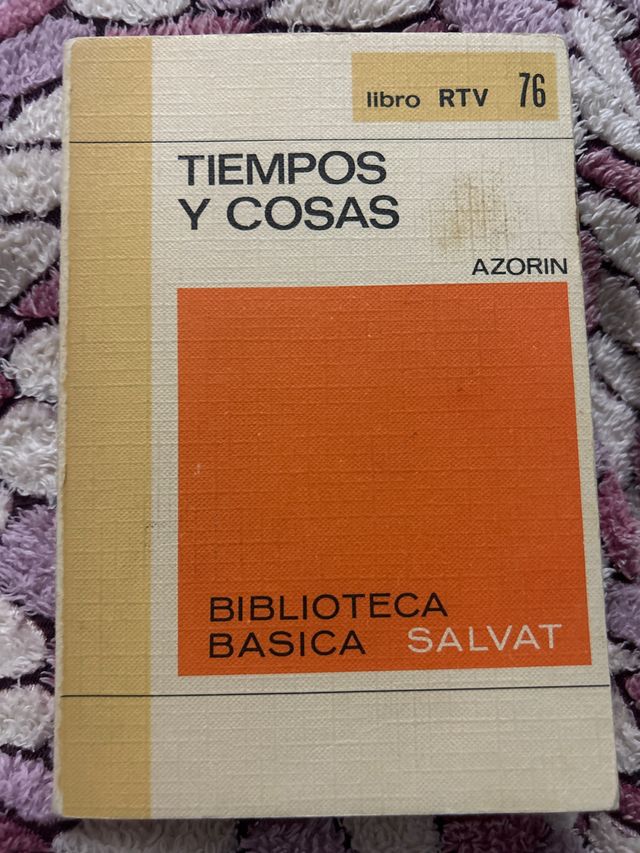 libro RTV 76
TIEMPOS
Y COSAS
AZORIN
BIBLIOTECA
BASICA SALVAT